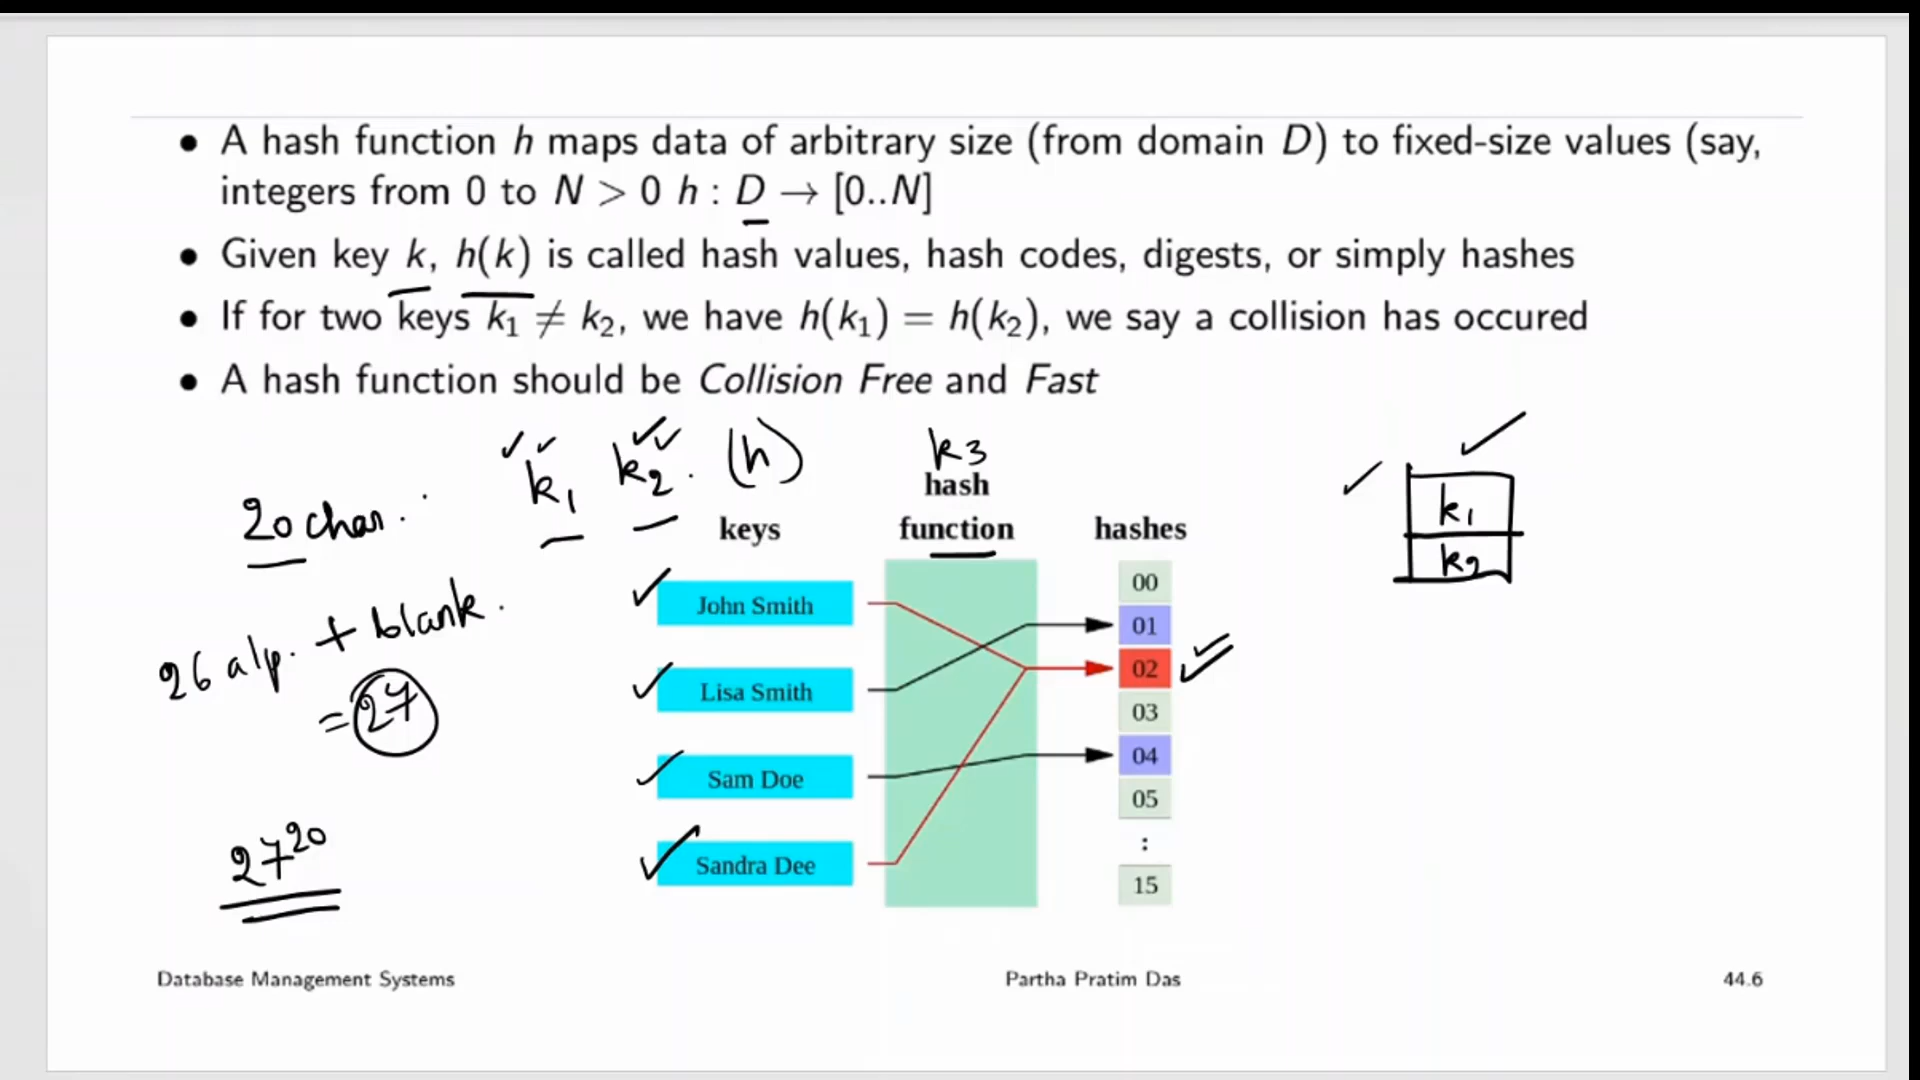 • A hash function h maps data of arbitrary size (from domain D) to fixed-size values (say,
integers from 0 to N > 0 h : D → [0..N]
• Given key k, h(k) is called hash values, hash codes, digests, or simply hashes
• If for two keys k₁ ≠ k₂, we have h(k₁) = h(k₂), we say a collision has occured
• A hash function should be Collision Free and Fast
k₁ k₂. (h) k3
20 char.
26 alp. + blank.
= 27
27²⁰
keys
hash
function
hashes
John Smith
Lisa Smith
Sam Doe
Sandra Dee
00
01
02
03
04
05
:
15
k₁
k₂
Database Management Systems Partha Pratim Das 44.6